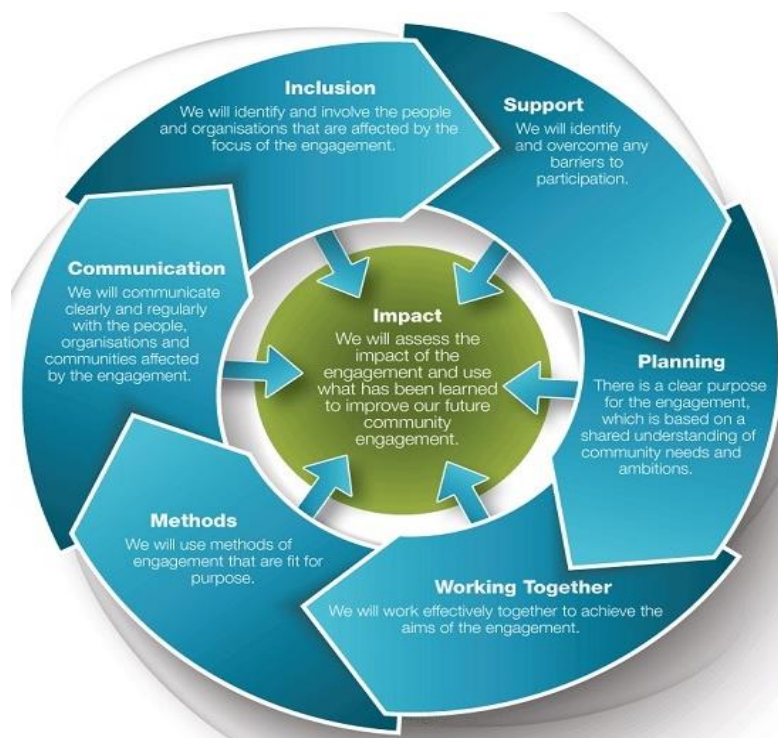 Inclusion
We will identify and involve the people
and organisations that are affected by the
focus of the engagement.
Support
We will identify
and overcome any
barriers to
participation.
Planning
There is a clear purpose
for the engagement,
which is based on a
shared understanding of
community needs and
ambitions.
Working Together
We will work effectively together to achieve the
aims of the engagement.
Methods
We will use methods of
engagement that are fit for
purpose.
Communication
We will communicate
clearly and regularly
with the people,
organisations and
communities affected
by the engagement.
Impact
We will assess the
impact of the
engagement and use
what has been learned
to improve our future
community
engagement.